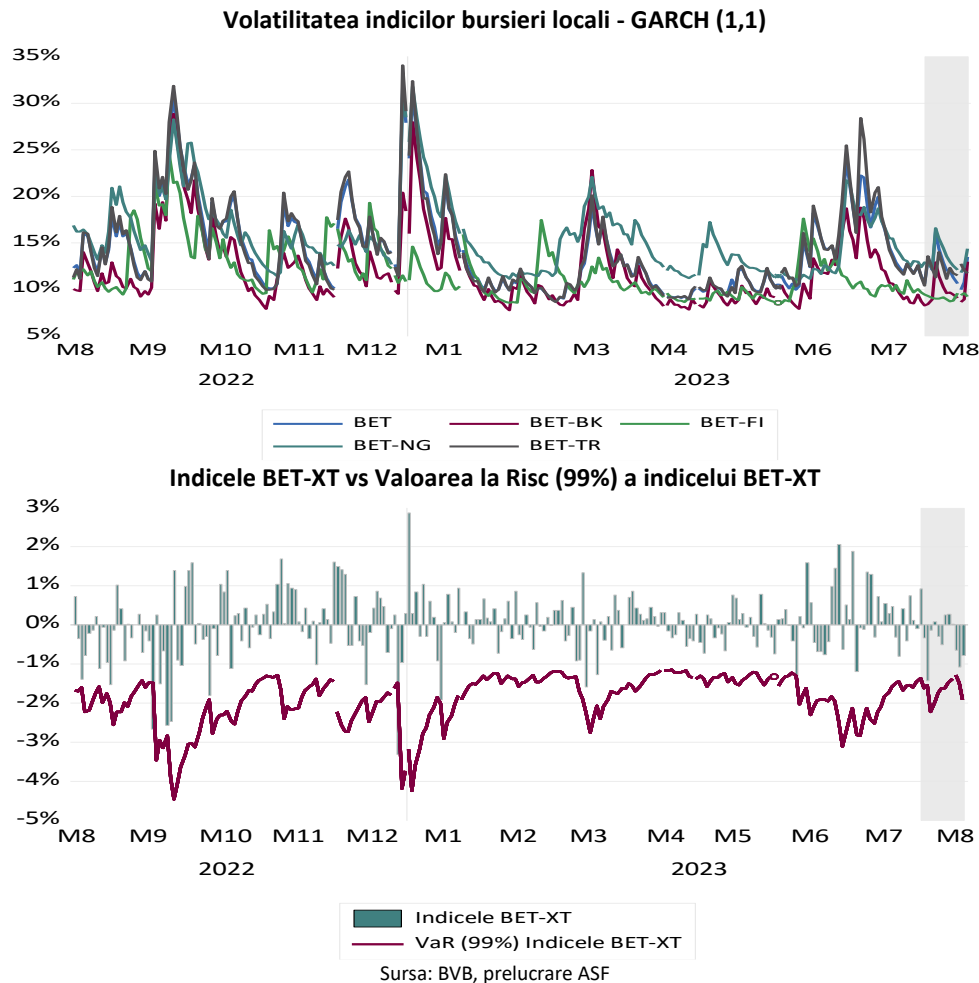 Volatilitatea indicilor bursieri locali - GARCH (1,1)
35%
30%
25%
20%
15%
10%
5%
M8 M9 M10 M11 M12 M1 M2 M3 M4 M5 M6 M7 M8
2022 2023
BET BET-BK BET-FI
BET-NG BET-TR
Indicele BET-XT vs Valoarea la Risc (99%) a indicelui BET-XT
3%
2%
1%
0%
-1%
-2%
-3%
-4%
-5%
M8 M9 M10 M11 M12 M1 M2 M3 M4 M5 M6 M7 M8
2022 2023
Indicele BET-XT
VaR (99%) Indicele BET-XT
Sursa: BVB, prelucrare ASF